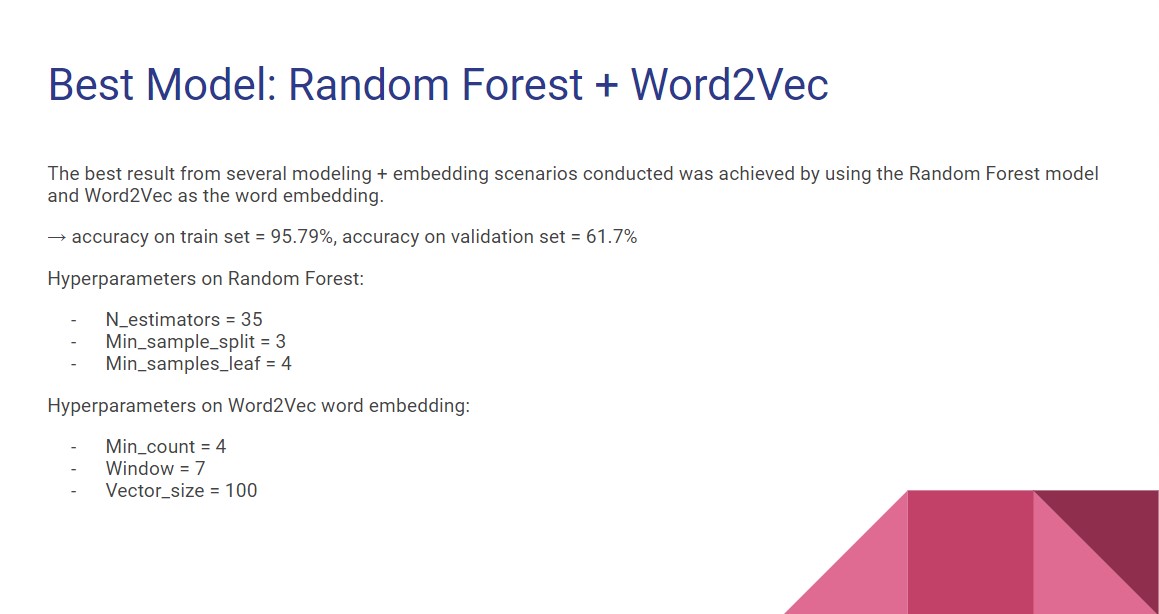 Best Model: Random Forest + Word2Vec
The best result from several modeling + embedding scenarios conducted was achieved by using the Random Forest model
and Word2Vec as the word embedding.
→ accuracy on train set = 95.79%, accuracy on validation set = 61.7%
Hyperparameters on Random Forest:
- N_estimators = 35
- Min_sample_split = 3
- Min_samples_leaf = 4
Hyperparameters on Word2Vec word embedding:
- Min_count = 4
- Window = 7
- Vector_size = 100